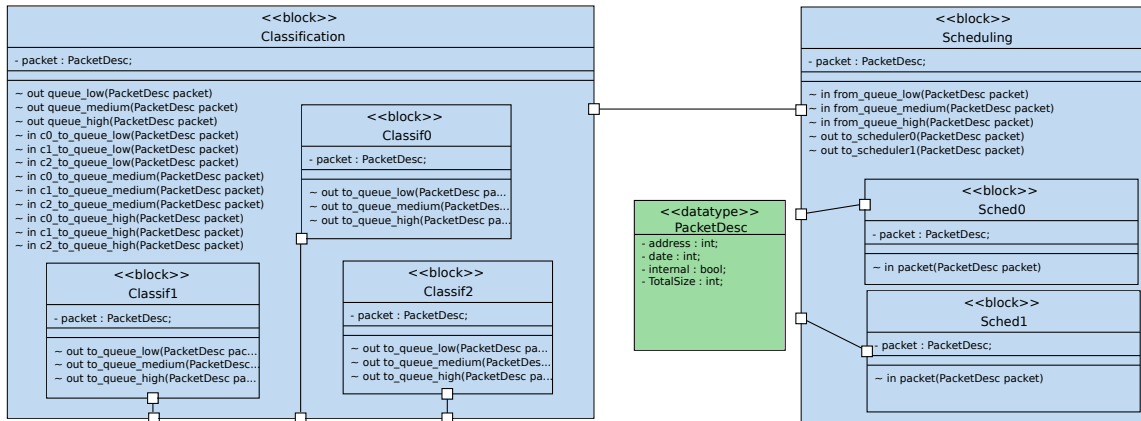 <<block>>
Classification
- packet : PacketDesc;
~ out queue_low(PacketDesc packet)
~ out queue_medium(PacketDesc packet)
~ out queue_high(PacketDesc packet)
~ in c0_to_queue_low(PacketDesc packet)
~ in c1_to_queue_low(PacketDesc packet)
~ in c2_to_queue_low(PacketDesc packet)
~ in c0_to_queue_medium(PacketDesc packet)
~ in c1_to_queue_medium(PacketDesc packet)
~ in c2_to_queue_medium(PacketDesc packet)
~ in c0_to_queue_high(PacketDesc packet)
~ in c1_to_queue_high(PacketDesc packet)
~ in c2_to_queue_high(PacketDesc packet)
<<block>>
Classif0
- packet : PacketDesc;
~ out to_queue_low(PacketDesc pa...
~ out to_queue_medium(PacketDes...
~ out to_queue_high(PacketDesc pa...
<<block>>
Classif1
- packet : PacketDesc;
~ out to_queue_low(PacketDesc pac...
~ out to_queue_medium(PacketDesc...
~ out to_queue_high(PacketDesc pa...
<<block>>
Classif2
- packet : PacketDesc;
~ out to_queue_low(PacketDesc pa...
~ out to_queue_medium(PacketDes...
~ out to_queue_high(PacketDesc pa...
<<datatype>>
PacketDesc
- address : int;
- date : int;
- internal : bool;
- TotalSize : int;
<<block>>
Scheduling
- packet : PacketDesc;
~ in from_queue_low(PacketDesc packet)
~ in from_queue_medium(PacketDesc packet)
~ in from_queue_high(PacketDesc packet)
~ out to_scheduler0(PacketDesc packet)
~ out to_scheduler1(PacketDesc packet)
<<block>>
Sched0
- packet : PacketDesc;
~ in packet(PacketDesc packet)
<<block>>
Sched1
- packet : PacketDesc;
~ in packet(PacketDesc packet)